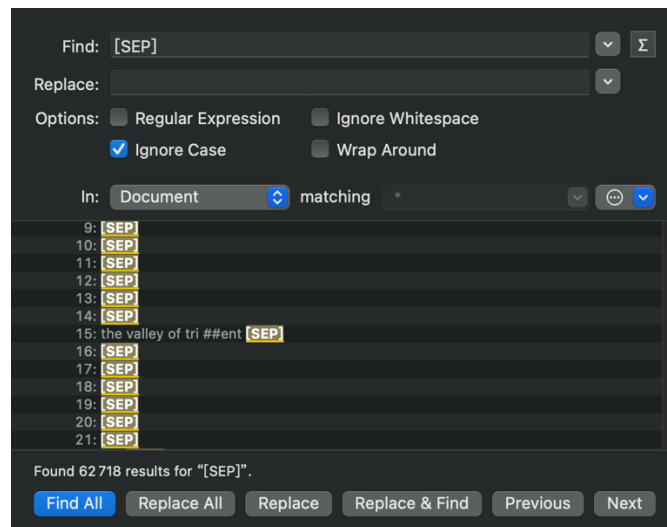 Find: [SEP] Σ
Replace:
Options: Regular Expression Ignore Whitespace
Ignore Case Wrap Around
In: Document matching *
9: [SEP]
10: [SEP]
11: [SEP]
12: [SEP]
13: [SEP]
14: [SEP]
15: the valley of tri ##ent [SEP]
16: [SEP]
17: [SEP]
18: [SEP]
19: [SEP]
20: [SEP]
21: [SEP]
Found 62 718 results for “[SEP]”.
Find All Replace All Replace Replace & Find Previous Next